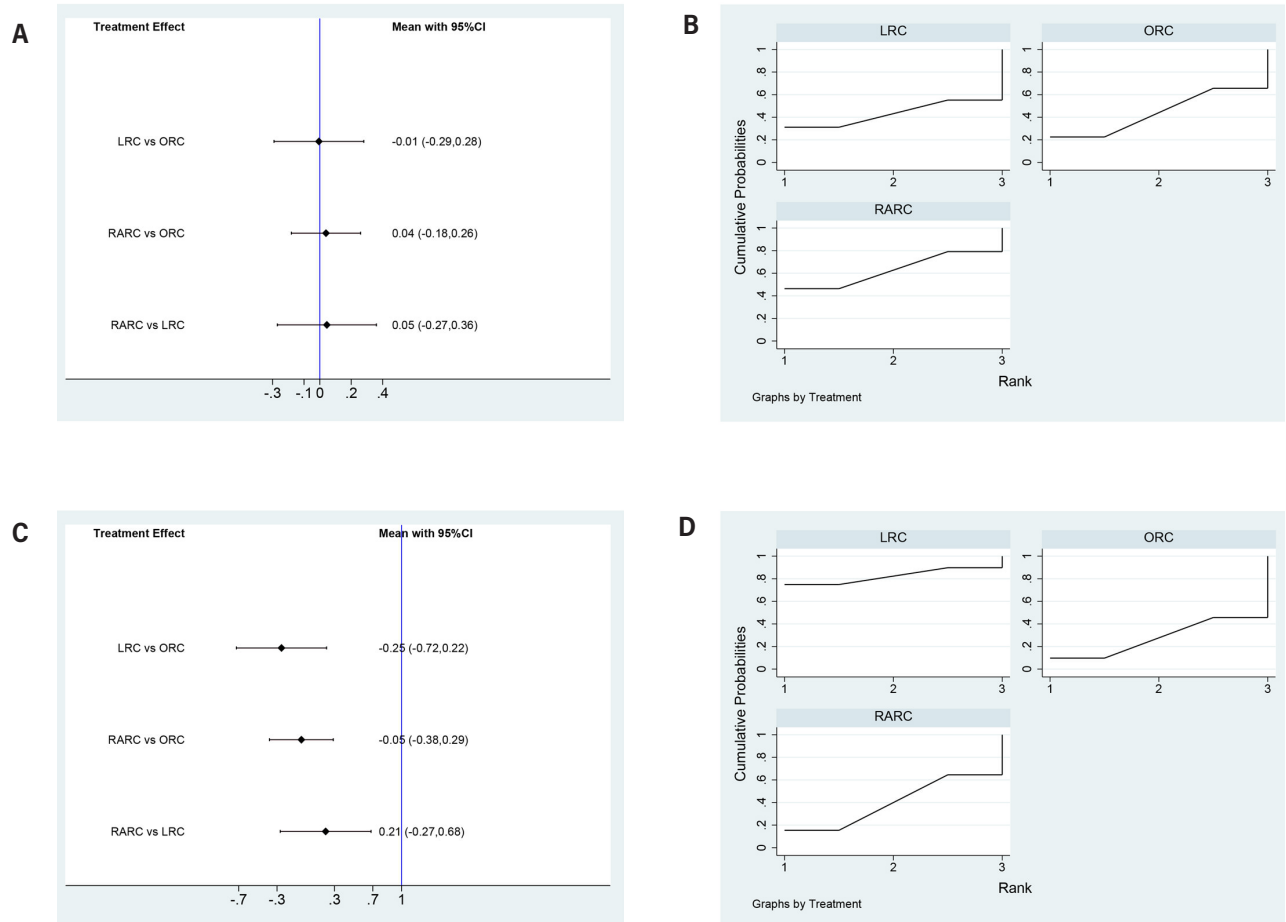 A
Treatment Effect Mean with 95%CI
LRC vs ORC -0.01 (-0.29,0.28)
RARC vs ORC 0.04 (-0.18,0.26)
RARC vs LRC 0.05 (-0.27,0.36)
-.3 -.1 0 .2 .4
B
LRC ORC
1
.8
.6
.4
.2
0
1 2 3
1
.8
.6
.4
.2
0
1 2 3
RARC
1
.8
.6
.4
.2
0
1 2 3
Cumulative Probabilities
Rank
Graphs by Treatment
C
Treatment Effect Mean with 95%CI
LRC vs ORC -0.25 (-0.72,0.22)
RARC vs ORC -0.05 (-0.38,0.29)
RARC vs LRC 0.21 (-0.27,0.68)
-.7 -.3 .3 .7 1
D
LRC ORC
1
.8
.6
.4
.2
0
1 2 3
1
.8
.6
.4
.2
0
1 2 3
RARC
1
.8
.6
.4
.2
0
1 2 3
Cumulative Probabilities
Rank
Graphs by Treatment